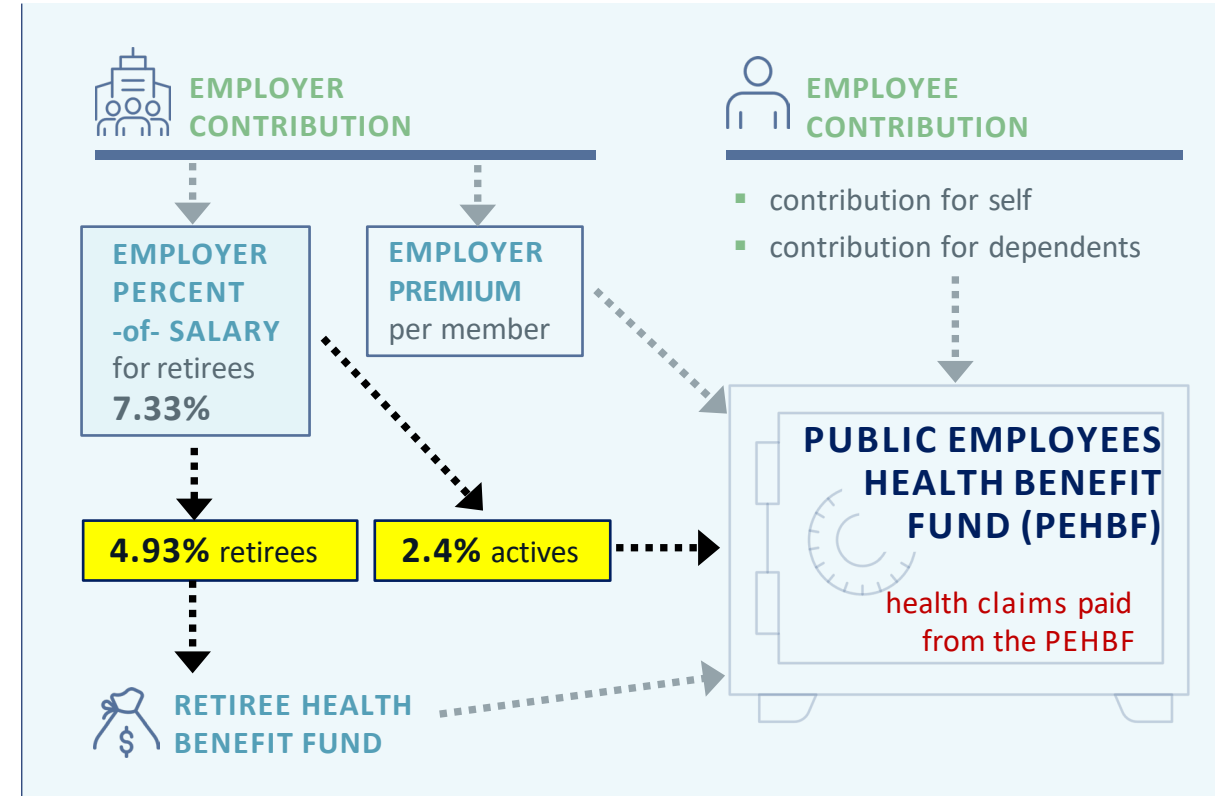 EMPLOYER
CONTRIBUTION
EMPLOYEE
CONTRIBUTION
▪ contribution for self
▪ contribution for dependents
EMPLOYER
PERCENT
-of- SALARY
for retirees
7.33%
EMPLOYER
PREMIUM
per member
4.93% retirees
2.4% actives
PUBLIC EMPLOYEES
HEALTH BENEFIT
FUND (PEHBF)
health claims paid
from the PEHBF
$
RETIREE HEALTH
BENEFIT FUND